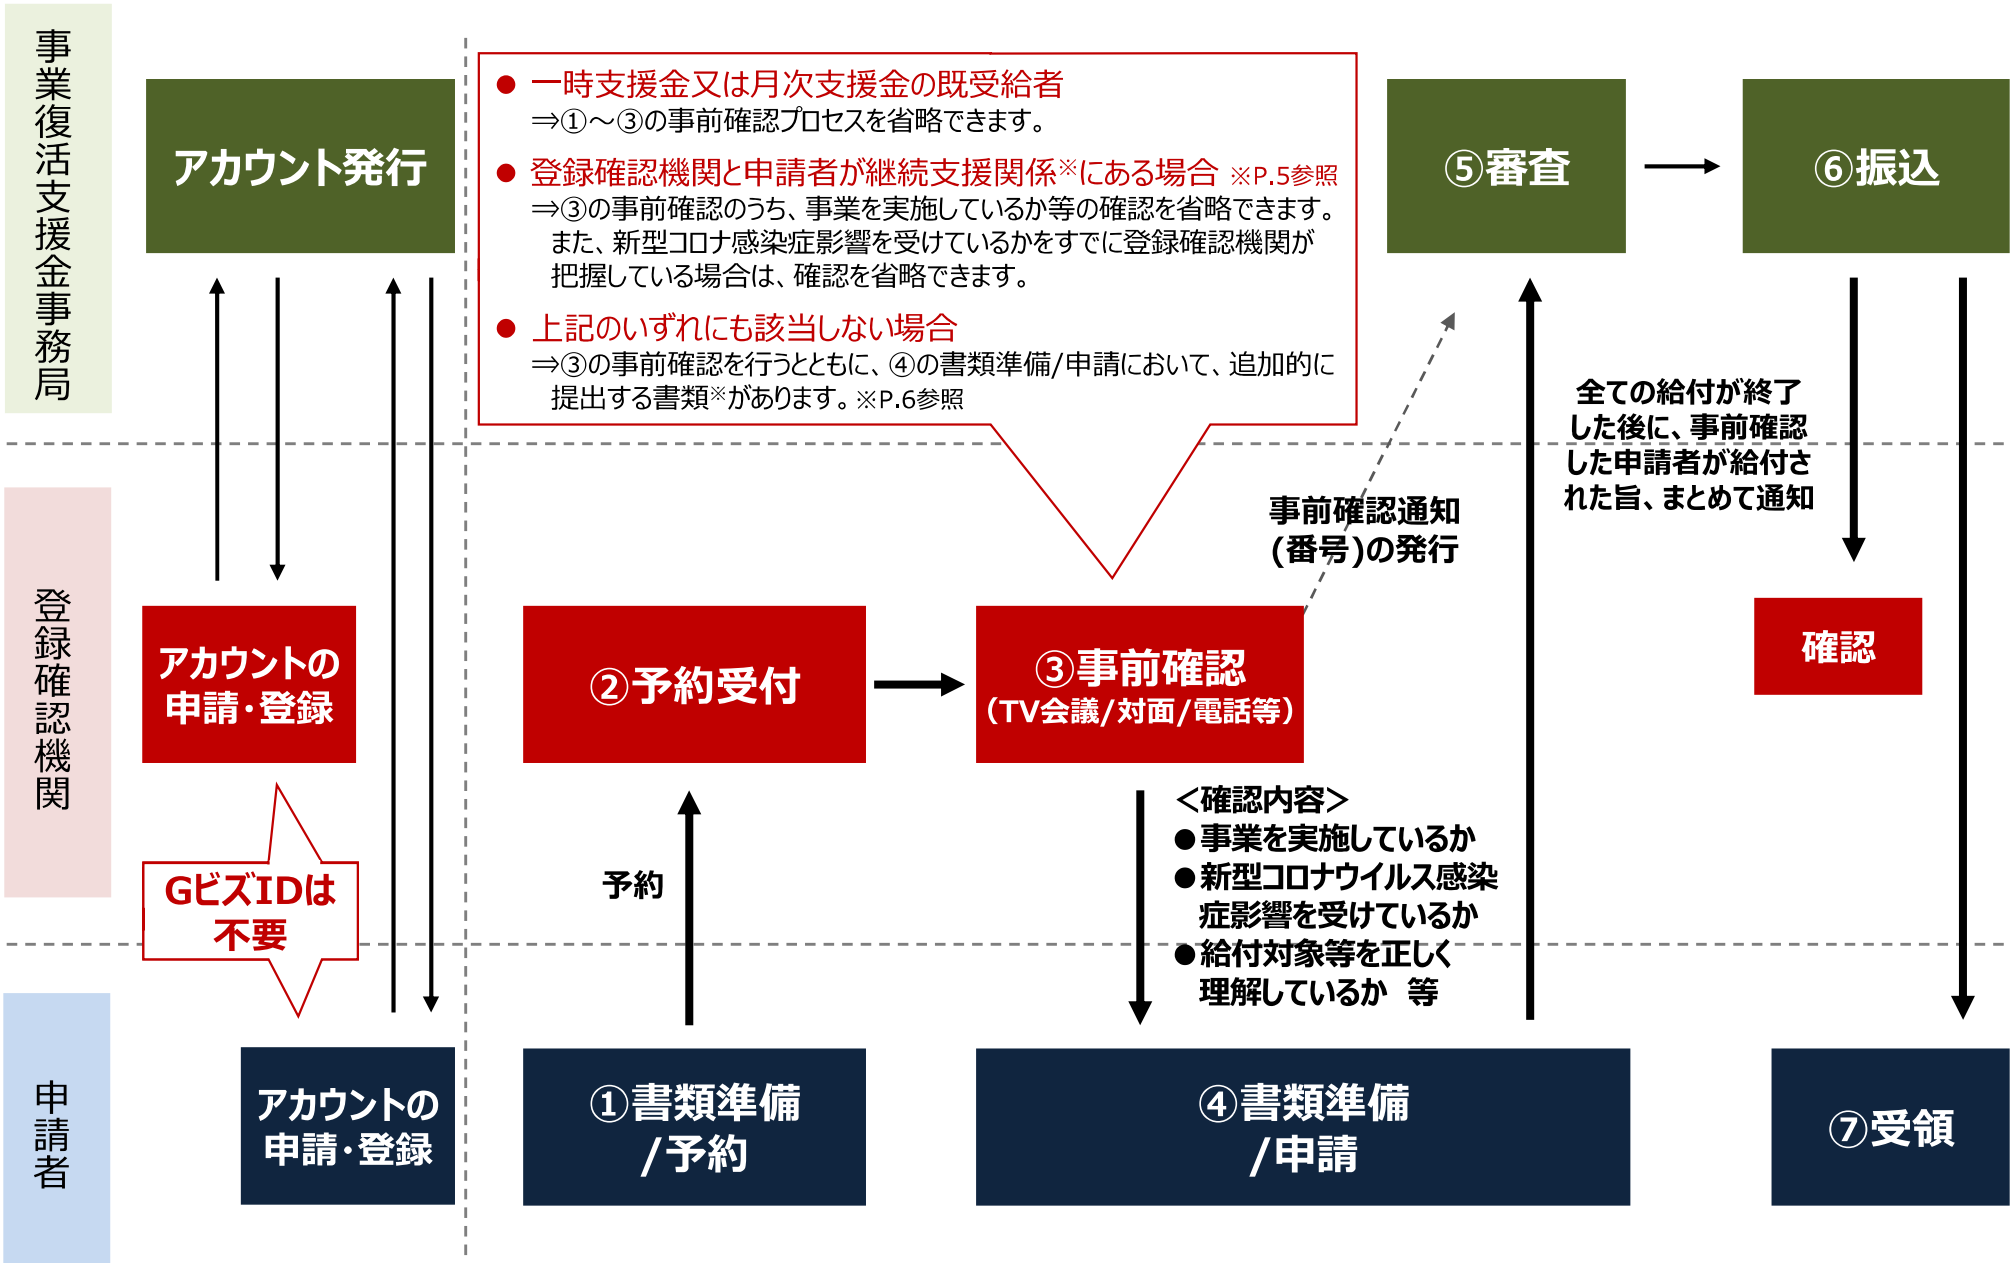 事業復活支援金事務局
アカウント発行
● 一時支援金又は月次支援金の既受給者
⇒①～③の事前確認プロセスを省略できます。
● 登録確認機関と申請者が継続支援関係※にある場合 ※P.5参照
⇒③の事前確認のうち、事業を実施しているか等の確認を省略できます。
また、新型コロナ感染症影響を受けているかをすでに登録確認機関が
把握している場合は、確認を省略できます。
● 上記のいずれにも該当しない場合
⇒③の事前確認を行うとともに、④の書類準備/申請において、追加的に
提出する書類※があります。※P.6参照
⑤審査
⑥振込
全ての給付が終了
した後に、事前確認
した申請者が給付さ
れた旨、まとめて通知
事前確認通知
(番号)の発行
登録確認機関
アカウントの
申請・登録
②予約受付
③事前確認
（TV会議/対面/電話等）
確認
GビズIDは
不要
予約
＜確認内容＞
●事業を実施しているか
●新型コロナウイルス感染
症影響を受けているか
●給付対象等を正しく
理解しているか　等
申請者
アカウントの
申請・登録
①書類準備
/予約
④書類準備
/申請
⑦受領